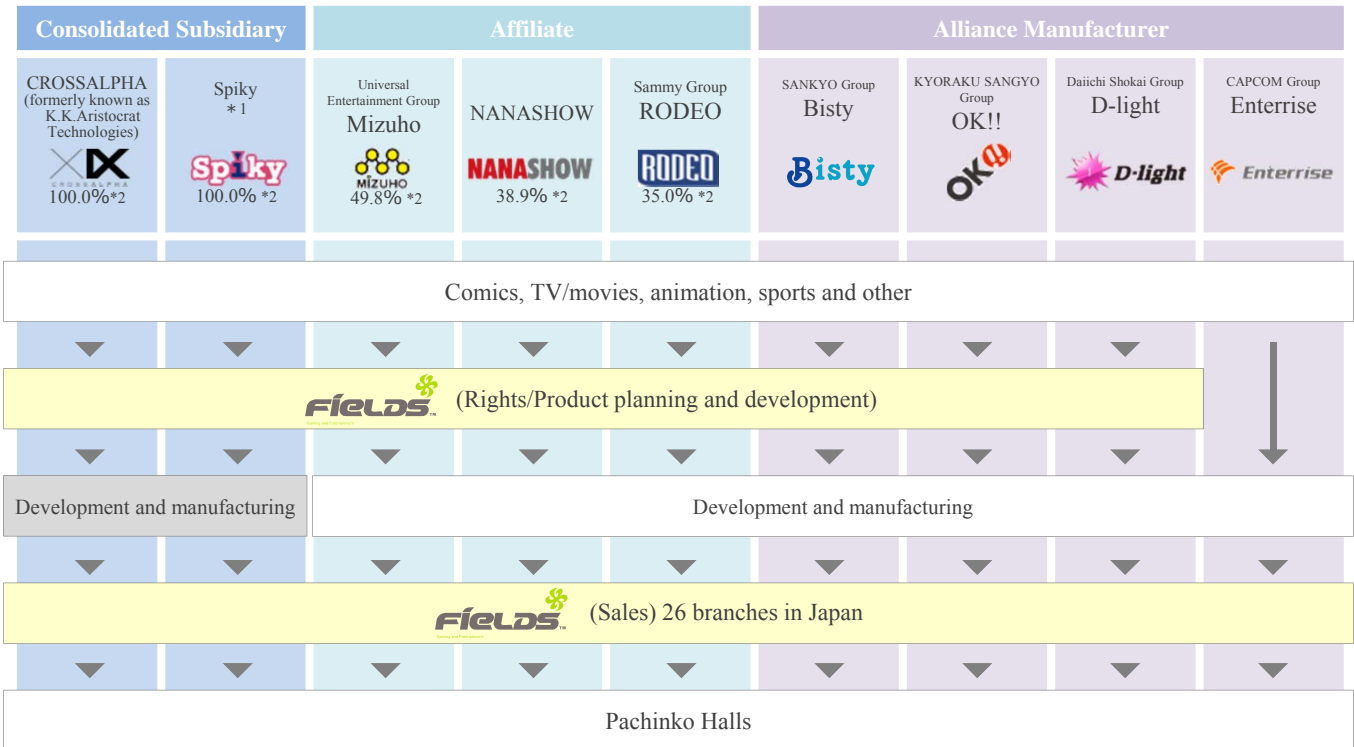 Consolidated Subsidiary
Affiliate
Alliance Manufacturer
CROSSALPHA
(formerly known as
K.K.Aristocrat
Technologies)
CROSSALPHA
100.0%*2
Spiky
*1
Spiky
100.0% *2
Universal
Entertainment Group
Mizuho
MIZUHO
49.8% *2
NANASHOW
NANASHOW
38.9% *2
Sammy Group
RODEO
RODEO
35.0% *2
SANKYO Group
Bisty
Bisty
KYORAKU SANGYO
Group
OK!!
OK!!
Daiichi Shokai Group
D-light
D-light
CAPCOM Group
Enterrise
Enterrise
Comics, TV/movies, animation, sports and other
FIELDS™ (Rights/Product planning and development)
Development and manufacturing
Development and manufacturing
FIELDS™ (Sales) 26 branches in Japan
Pachinko Halls